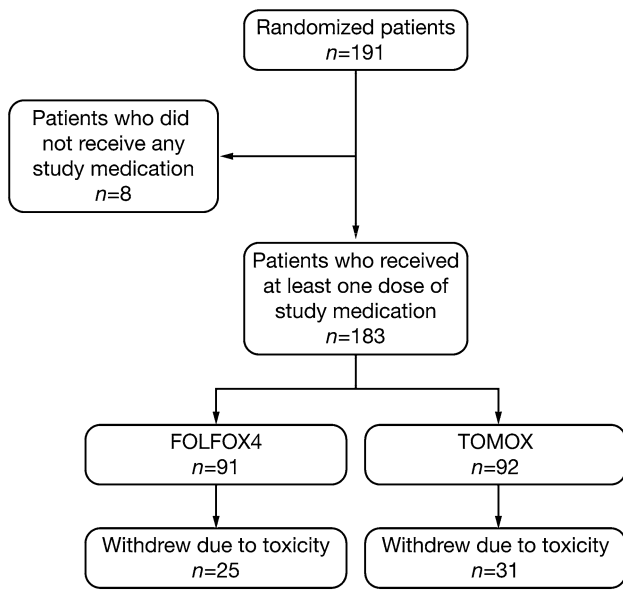 Randomized patients
n=191
Patients who did
not receive any
study medication
n=8
Patients who received
at least one dose of
study medication
n=183
FOLFOX4
n=91
TOMOX
n=92
Withdrew due to toxicity
n=25
Withdrew due to toxicity
n=31